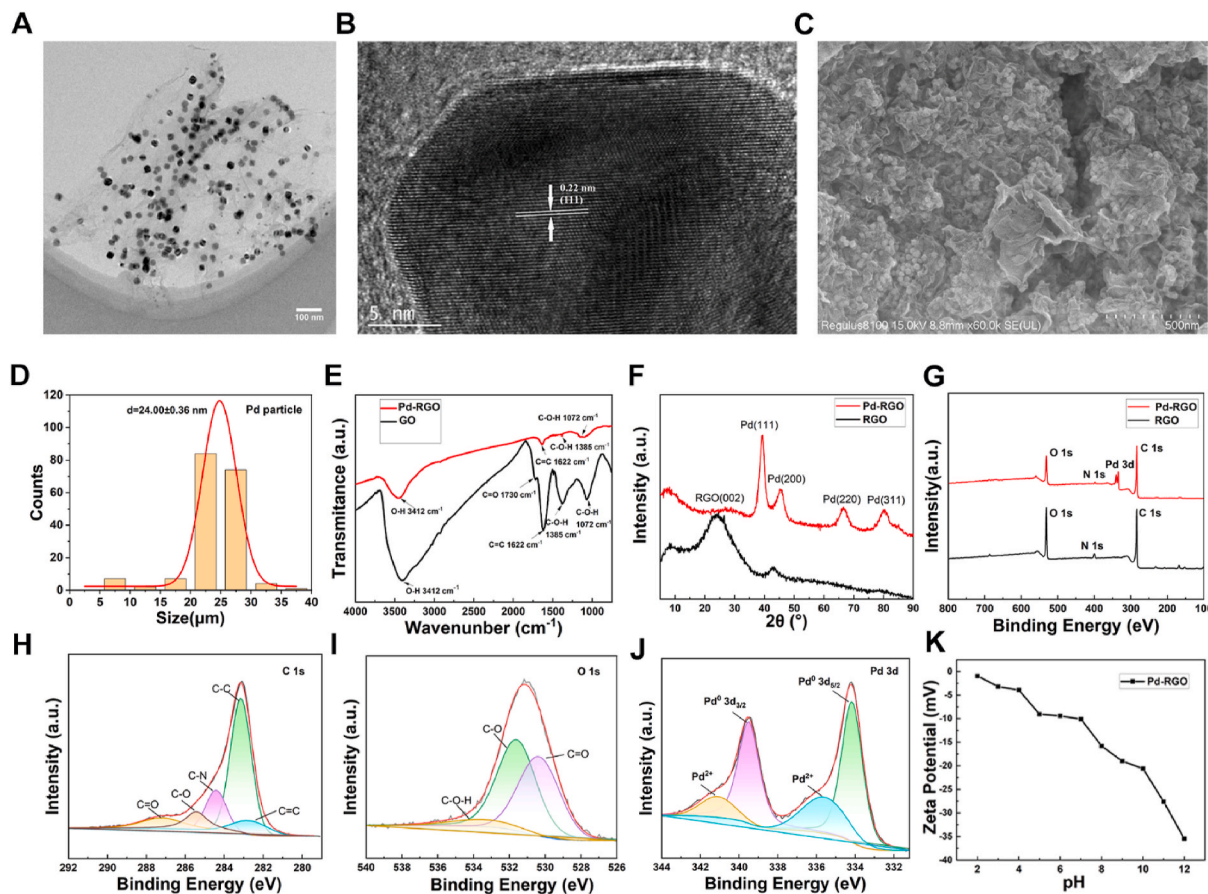 A
100 nm
B
0.22 nm
(111)
5 nm
C
Regulus8100 15.0kV 8.8mm x60.0k SE(UL)
500nm
D
d=24.00±0.36 nm
Pd particle
Counts
120
100
80
60
40
20
0
0 5 10 15 20 25 30 35 40
Size(μm)
E
Pd-RGO
GO
C-O-H 1072 cm⁻¹
C-O-H 1385 cm⁻¹
C=C 1622 cm⁻¹
C=O 1730 cm⁻¹
O-H 3412 cm⁻¹
C-O-H
1385 cm⁻¹
C-O-H
1072 cm⁻¹
C=C 1622 cm⁻¹
O-H 3412 cm⁻¹
Transmitance (a.u.)
4000 3000 2000 1000
Wavenunber (cm⁻¹)
F
Pd-RGO
RGO
Pd(111)
Pd(200)
RGO(002)
Pd(220)
Pd(311)
Intensity (a.u.)
10 20 30 40 50 60 70 80 90
2θ (°)
G
Pd-RGO
RGO
O 1s
N 1s
Pd 3d
C 1s
O 1s
N 1s
C 1s
Intensity(a.u.)
800 700 600 500 400 300 200 100
Binding Energy (eV)
H
C 1s
C-C
C-N
C-O
C=O
C=C
Intensity (a.u.)
292 290 288 286 284 282 280
Binding Energy (eV)
I
O 1s
C-O
C=O
C-O-H
Intensity (a.u.)
540 538 536 534 532 530 528 526
Binding Energy (eV)
J
Pd 3d
Pd⁰ 3d₅/₂
Pd⁰ 3d₃/₂
Pd²⁺
Pd²⁺
Intensity (a.u.)
344 342 340 338 336 334 332
Binding Energy (eV)
K
Pd-RGO
Zeta Potential (mV)
0
-5
-10
-15
-20
-25
-30
-35
-40
2 4 6 8 10 12
pH